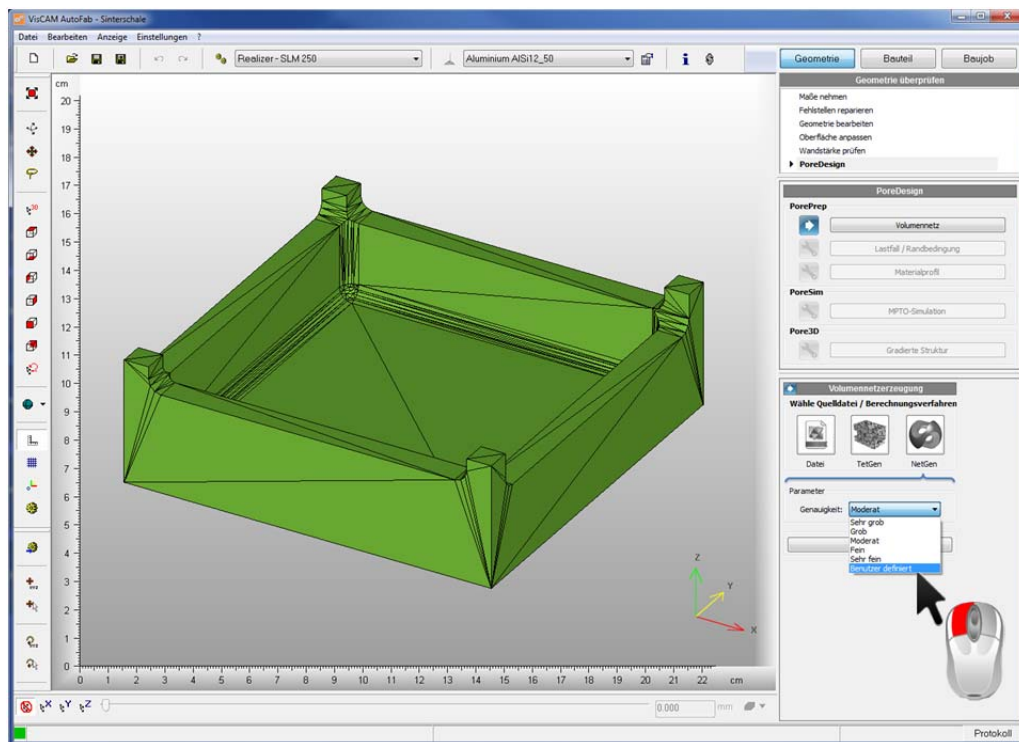 VisCAM AutoFab - Sinterschale
Datei Bearbeiten Anzeige Einstellungen ?
Realizer - SLM 250 Aluminium AlSi12_50 Geometrie Bauteil Baujob
Geometrie überprüfen
Maße nehmen
Fehlstellen reparieren
Geometrie bearbeiten
Oberfläche anpassen
Wandstärke prüfen
PoreDesign
PoreDesign
PorePrep
Volumennetz
Lastfall / Randbedingung
Materialprofil
PoreSim
MPTO-Simulation
Pore3D
Gradierte Struktur
Volumennetzerzeugung
Wähle Quelldatei / Berechnungsverfahren
Datei TetGen NetGen
Parameter
Genauigkeit: Moderat
Sehr grob
Grob
Moderat
Fein
Sehr fein
Benutzer definiert
cm
20
19
18
17
16
15
14
13
12
11
10
9
8
7
6
5
4
3
2
1
0
Z
Y
X
0 1 2 3 4 5 6 7 8 9 10 11 12 13 14 15 16 17 18 19 20 21 22 cm
X Y Z 0.000 mm
Protokoll